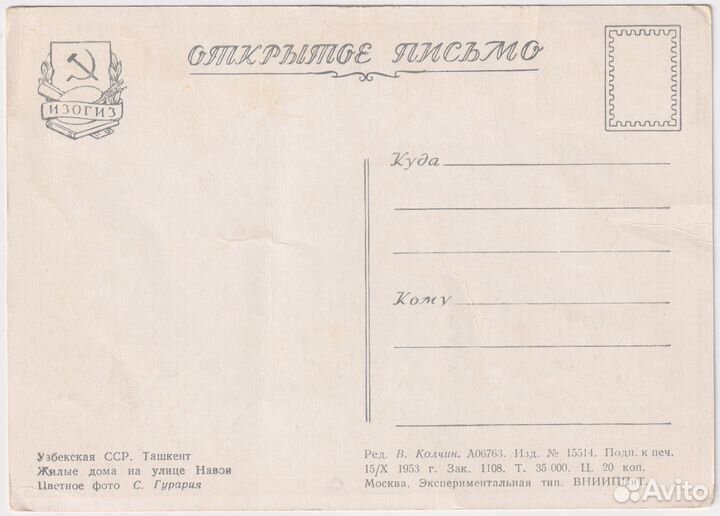 ИЗОГИЗ
ОТКРЫТОЕ ПИСЬМО
Куда
Кому
Узбекская ССР. Ташкент
Жилые дома на улице Навои
Цветное фото С. Гурария
Ред. В. Колчин. А06763. Изд. № 15514. Подп. к печ.
15/X 1953 г. Зак. 1108. Т. 35 000. Ц. 20 коп.
Москва. Экспериментальная тип. ВНИИППиТ.
Avito